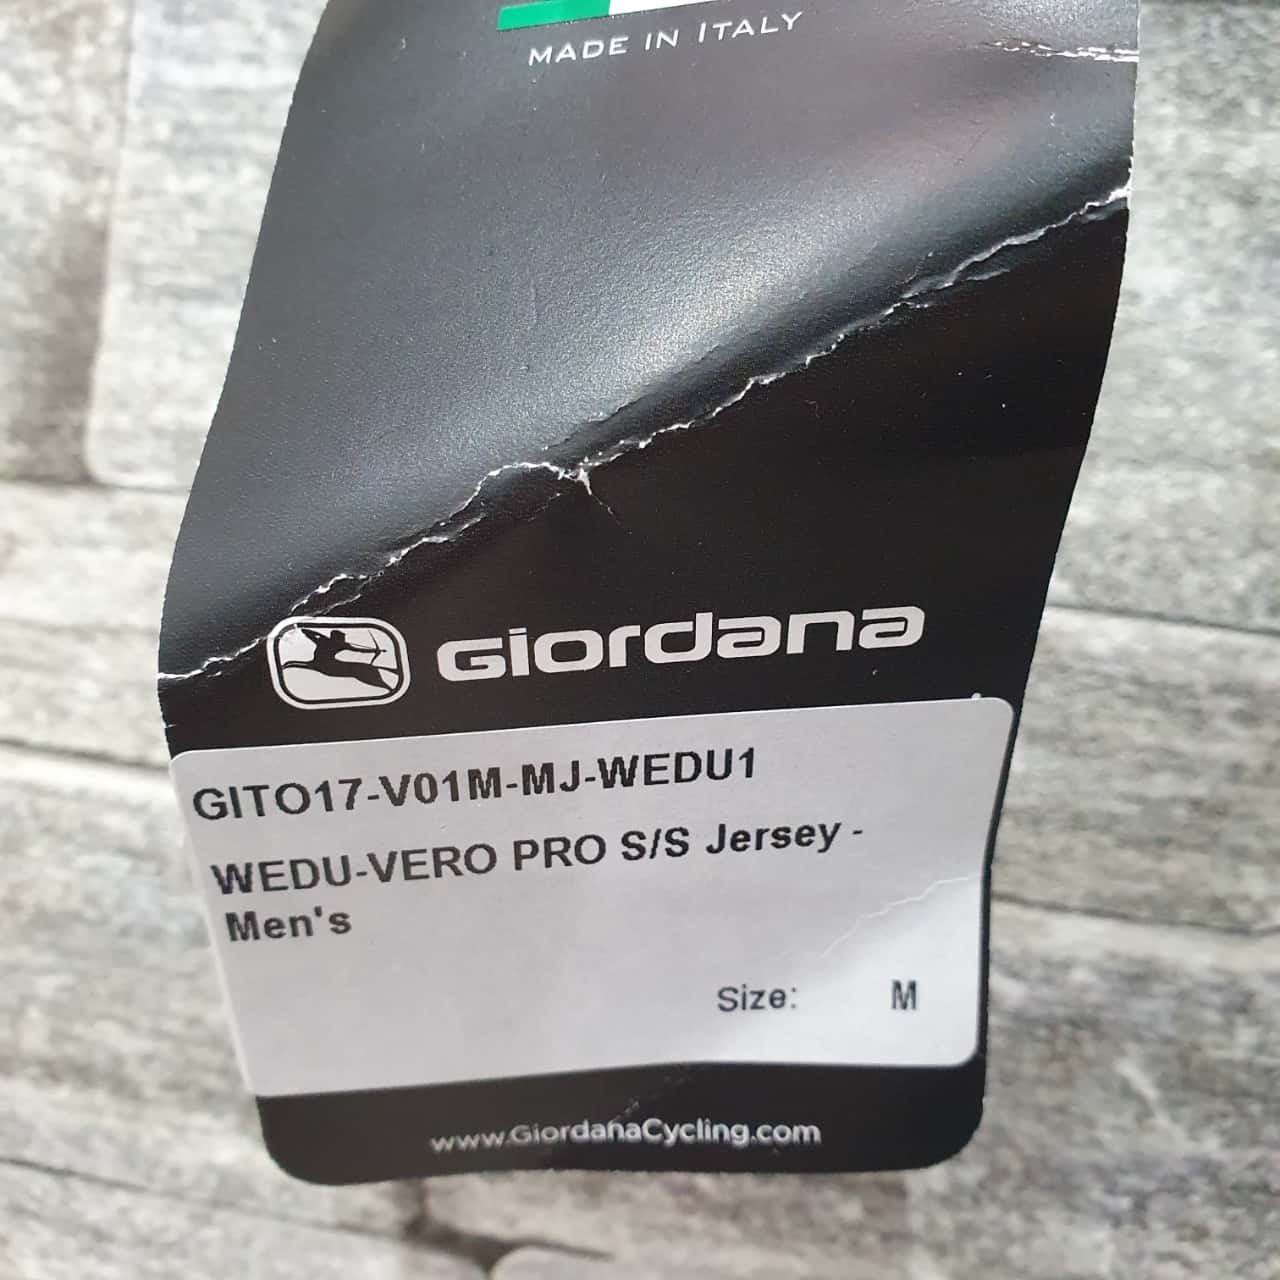 MADE IN ITALY
Giordana
GITO17-V01M-MJ-WEDU1
WEDU-VERO PRO S/S Jersey -
Men's
Size: M
www.GiordanaCycling.com